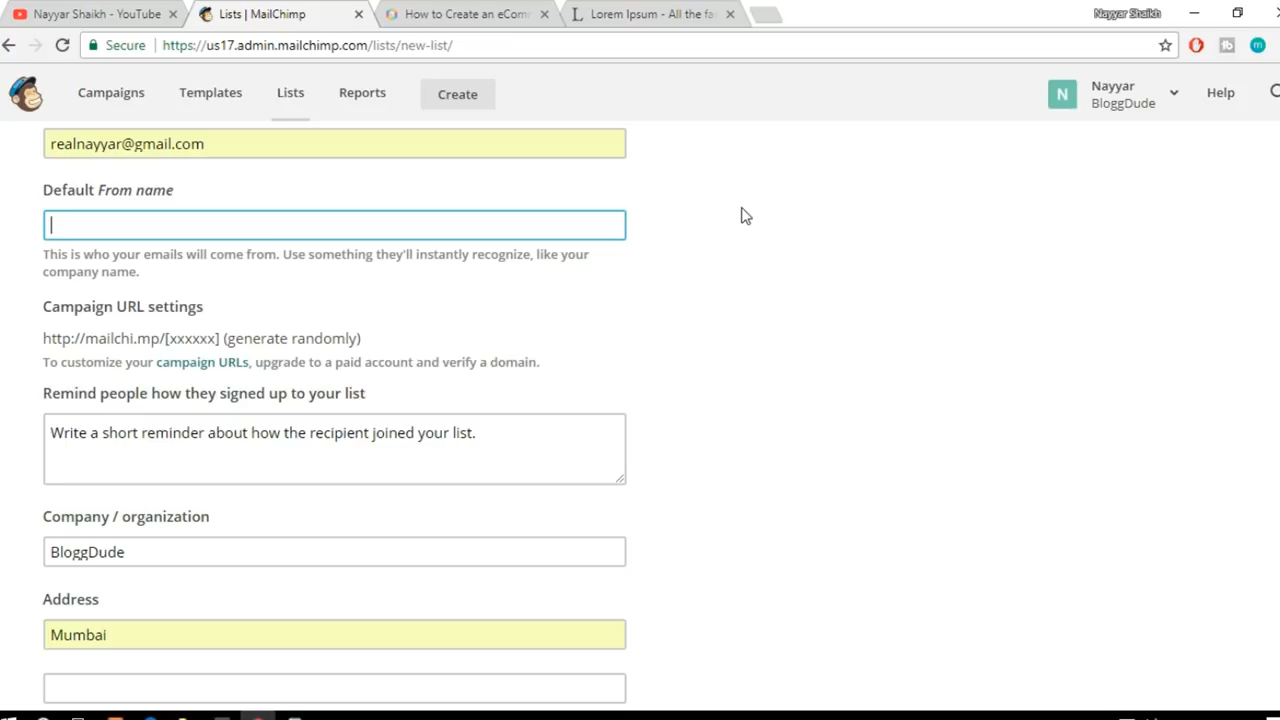 Nayyar Shaikh - YouTube
Lists | MailChimp
How to Create an eCom
Lorem Ipsum - All the fa
Nayyar Shaikh
Secure
https://us17.admin.mailchimp.com/lists/new-list/
Campaigns
Templates
Lists
Reports
Create
N
Nayyar
BloggDude
Help
realnayyar@gmail.com
Default From name
This is who your emails will come from. Use something they'll instantly recognize, like your
company name.
Campaign URL settings
http://mailchi.mp/[xxxxxx] (generate randomly)
To customize your campaign URLs, upgrade to a paid account and verify a domain.
Remind people how they signed up to your list
Write a short reminder about how the recipient joined your list.
Company / organization
BloggDude
Address
Mumbai